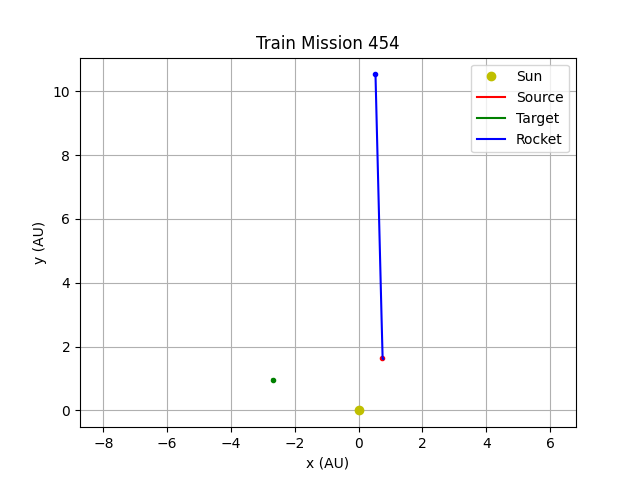 Train Mission 454
Sun
Source
Target
Rocket
10
8
6
4
2
0
y (AU)
−8
−6
−4
−2
0
2
4
6
x (AU)